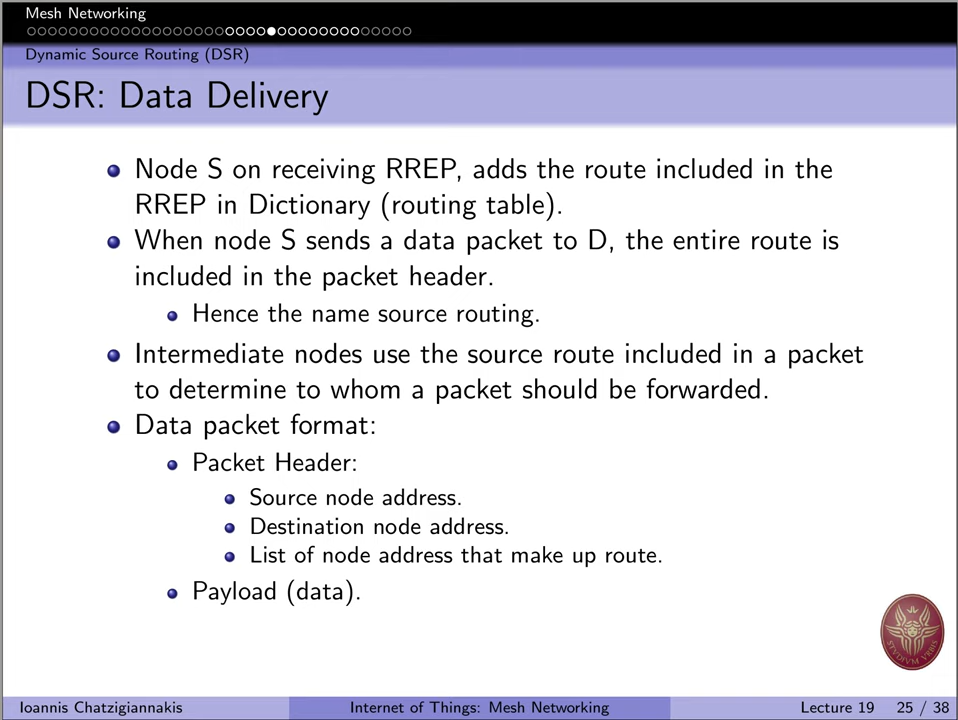 Mesh Networking
Dynamic Source Routing (DSR)
DSR: Data Delivery
Node S on receiving RREP, adds the route included in the
RREP in Dictionary (routing table).
When node S sends a data packet to D, the entire route is
included in the packet header.
Hence the name source routing.
Intermediate nodes use the source route included in a packet
to determine to whom a packet should be forwarded.
Data packet format:
Packet Header:
Source node address.
Destination node address.
List of node address that make up route.
Payload (data).
STVDIVM VRBIS
Ioannis Chatzigiannakis
Internet of Things: Mesh Networking
Lecture 19
25 / 38